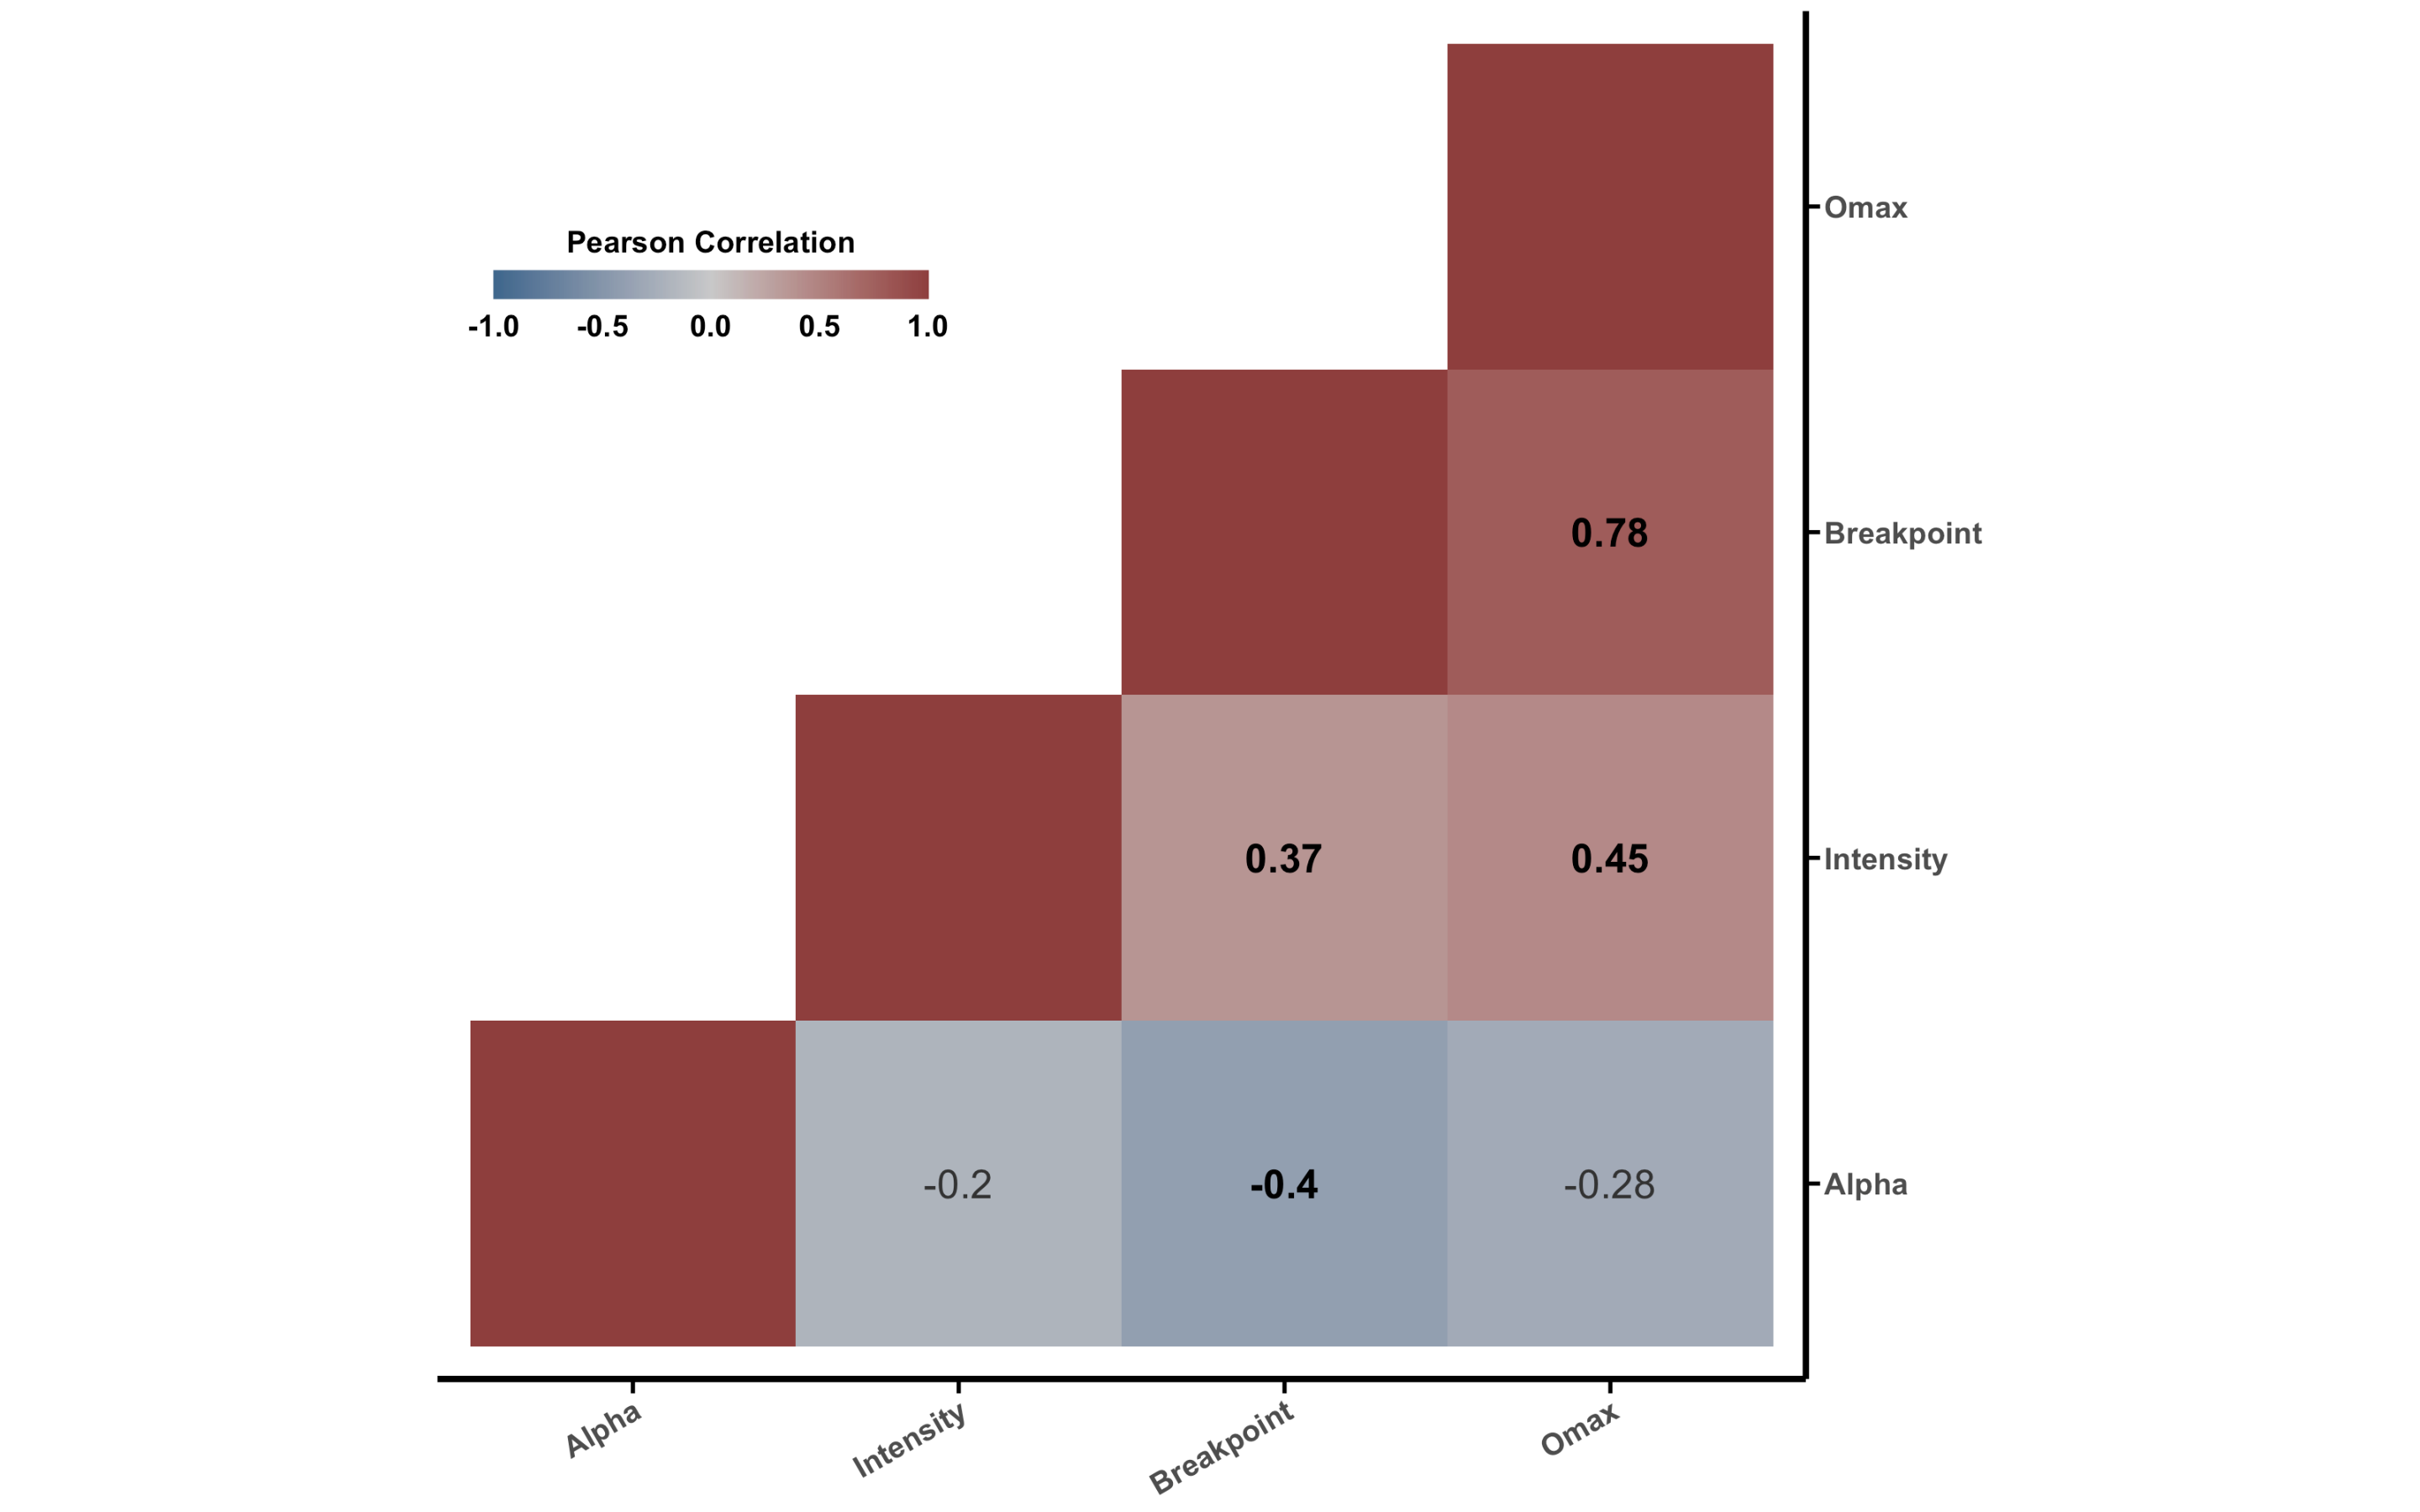 Omax
Pearson Correlation
-1.0 -0.5 0.0 0.5 1.0
0.78 Breakpoint
0.37 0.45 Intensity
-0.2 -0.4 -0.28 Alpha
Alpha Intensity Breakpoint Omax